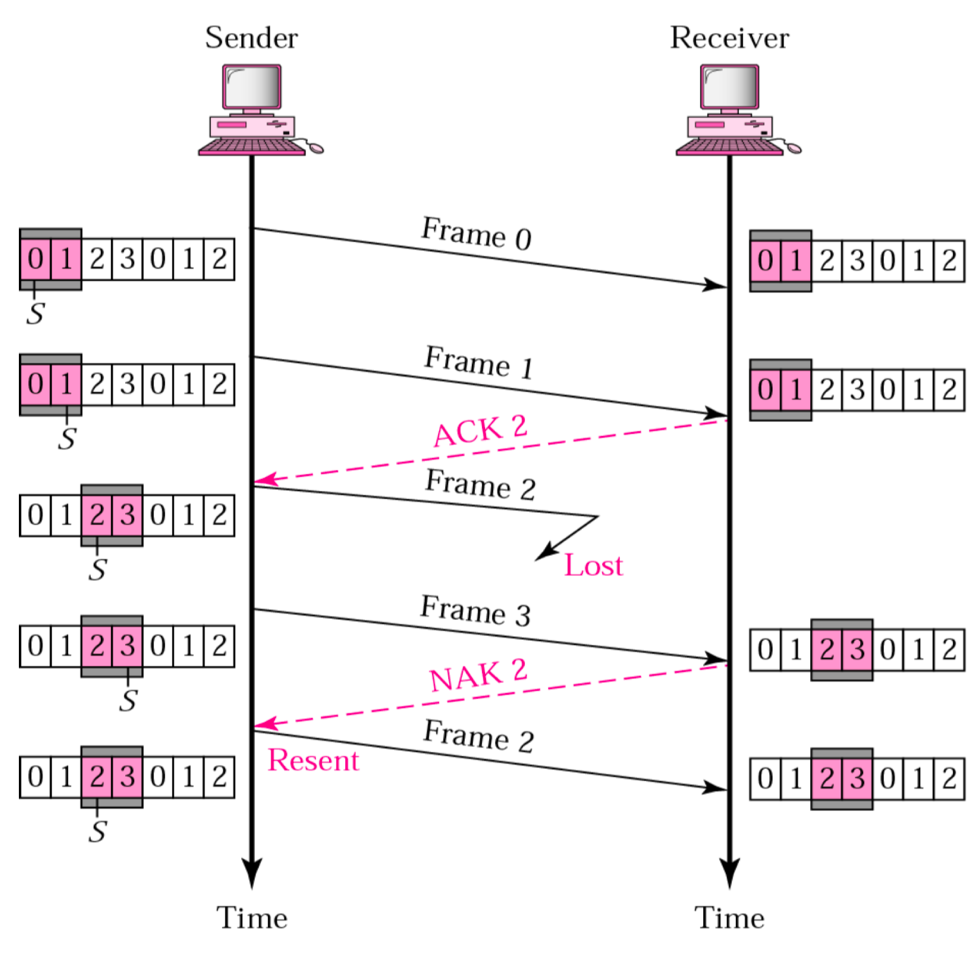 Sender Receiver
Frame 0
0 1 2 3 0 1 2
0 1 2 3 0 1 2
S
Frame 1
0 1 2 3 0 1 2
0 1 2 3 0 1 2
S
ACK 2
Frame 2
0 1 2 3 0 1 2
S
Lost
Frame 3
0 1 2 3 0 1 2
0 1 2 3 0 1 2
S
NAK 2
Frame 2
Resent
0 1 2 3 0 1 2
0 1 2 3 0 1 2
S
Time Time